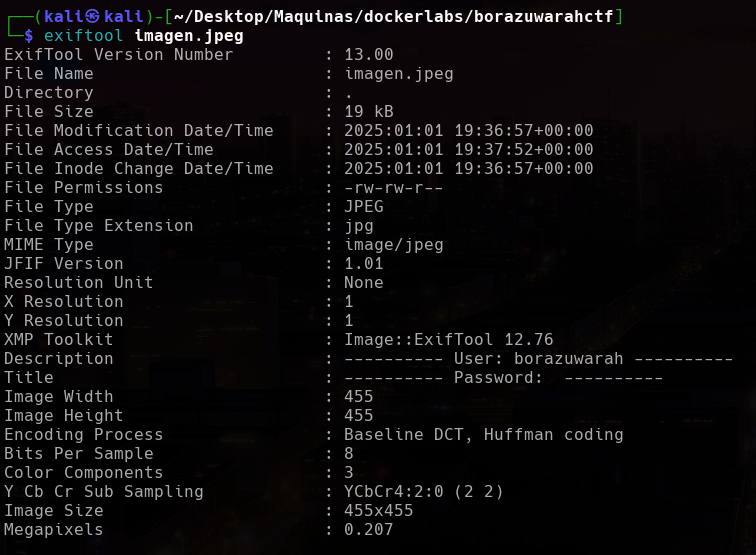 ┌──(kali㉿kali)-[~/Desktop/Maquinas/dockerlabs/borazuwarahctf]
└─$ exiftool imagen.jpeg
ExifTool Version Number         : 13.00
File Name                       : imagen.jpeg
Directory                       : .
File Size                       : 19 kB
File Modification Date/Time     : 2025:01:01 19:36:57+00:00
File Access Date/Time           : 2025:01:01 19:37:52+00:00
File Inode Change Date/Time     : 2025:01:01 19:36:57+00:00
File Permissions                : -rw-rw-r--
File Type                       : JPEG
File Type Extension             : jpg
MIME Type                       : image/jpeg
JFIF Version                    : 1.01
Resolution Unit                 : None
X Resolution                    : 1
Y Resolution                    : 1
XMP Toolkit                     : Image::ExifTool 12.76
Description                     : ---------- User: borazuwarah ----------
Title                           : ---------- Password:  ----------
Image Width                     : 455
Image Height                    : 455
Encoding Process                : Baseline DCT, Huffman coding
Bits Per Sample                 : 8
Color Components                : 3
Y Cb Cr Sub Sampling            : YCbCr4:2:0 (2 2)
Image Size                      : 455x455
Megapixels                      : 0.207